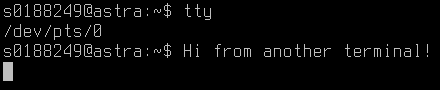 s0188249@astra:~$ tty
/dev/pts/0
s0188249@astra:~$ Hi from another terminal!